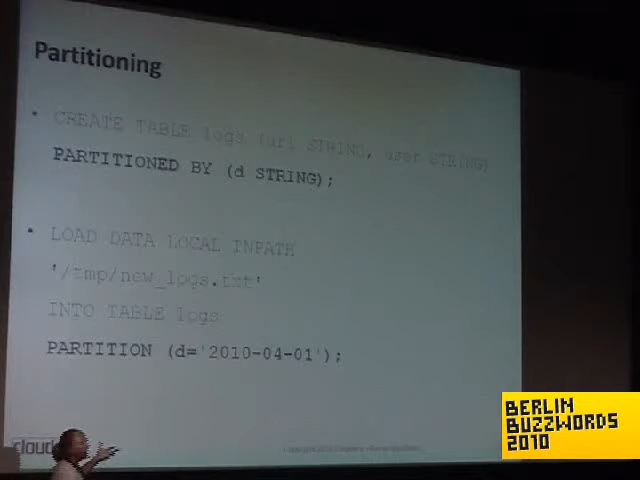 Partitioning
• CREATE TABLE logs (url STRING, user STRING)
PARTITIONED BY (d STRING);
• LOAD DATA LOCAL INPATH
'/tmp/new_logs.txt'
INTO TABLE logs
PARTITION (d='2010-04-01');
cloud
BERLIN
BUZZWORDS
2010